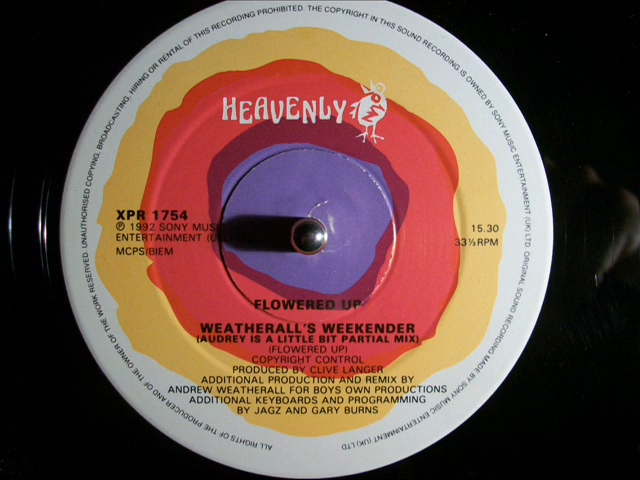 HEAVENLY
XPR 1754
℗ 1992 SONY MUSIC
ENTERTAINMENT (U
MCPS/BIEM
15.30
33⅓RPM
FLOWERED UP
WEATHERALL'S WEEKENDER
(AUDREY IS A LITTLE BIT PARTIAL MIX)
(FLOWERED UP)
COPYRIGHT CONTROL
PRODUCED BY CLIVE LANGER
ADDITIONAL PRODUCTION AND REMIX BY
ANDREW WEATHERALL FOR BOYS OWN PRODUCTIONS
ADDITIONAL KEYBOARDS AND PROGRAMMING
BY JAGZ AND GARY BURNS
ALL RIGHTS OF THE PRODUCER AND OF THE OWNER OF THE WORK RESERVED. UNAUTHORISED COPYING, BROADCASTING, HIRING OR RENTAL OF THIS RECORDING PROHIBITED. THE COPYRIGHT IN THIS SOUND RECORDING IS OWNED BY SONY MUSIC ENTERTAINMENT (UK) LTD. ORIGINAL SOUND RECORDING MADE BY SONY MUSIC ENTERTAINMENT (UK) LTD